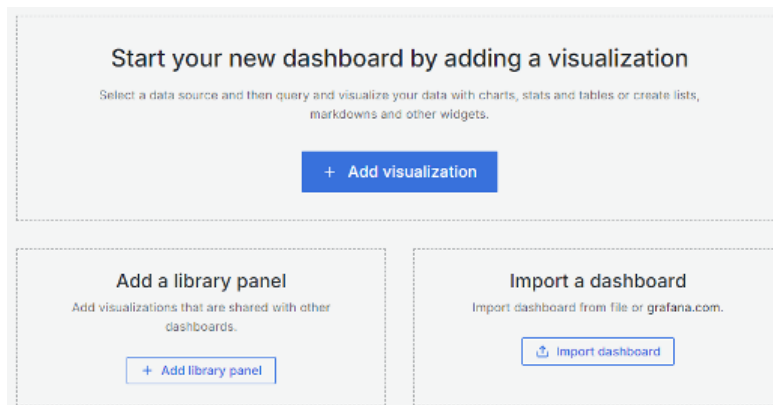 Start your new dashboard by adding a visualization
Select a data source and then query and visualize your data with charts, stats and tables or create lists,
markdowns and other widgets.
+ Add visualization
Add a library panel
Add visualizations that are shared with other
dashboards.
+ Add library panel
Import a dashboard
Import dashboard from file or grafana.com.
Import dashboard